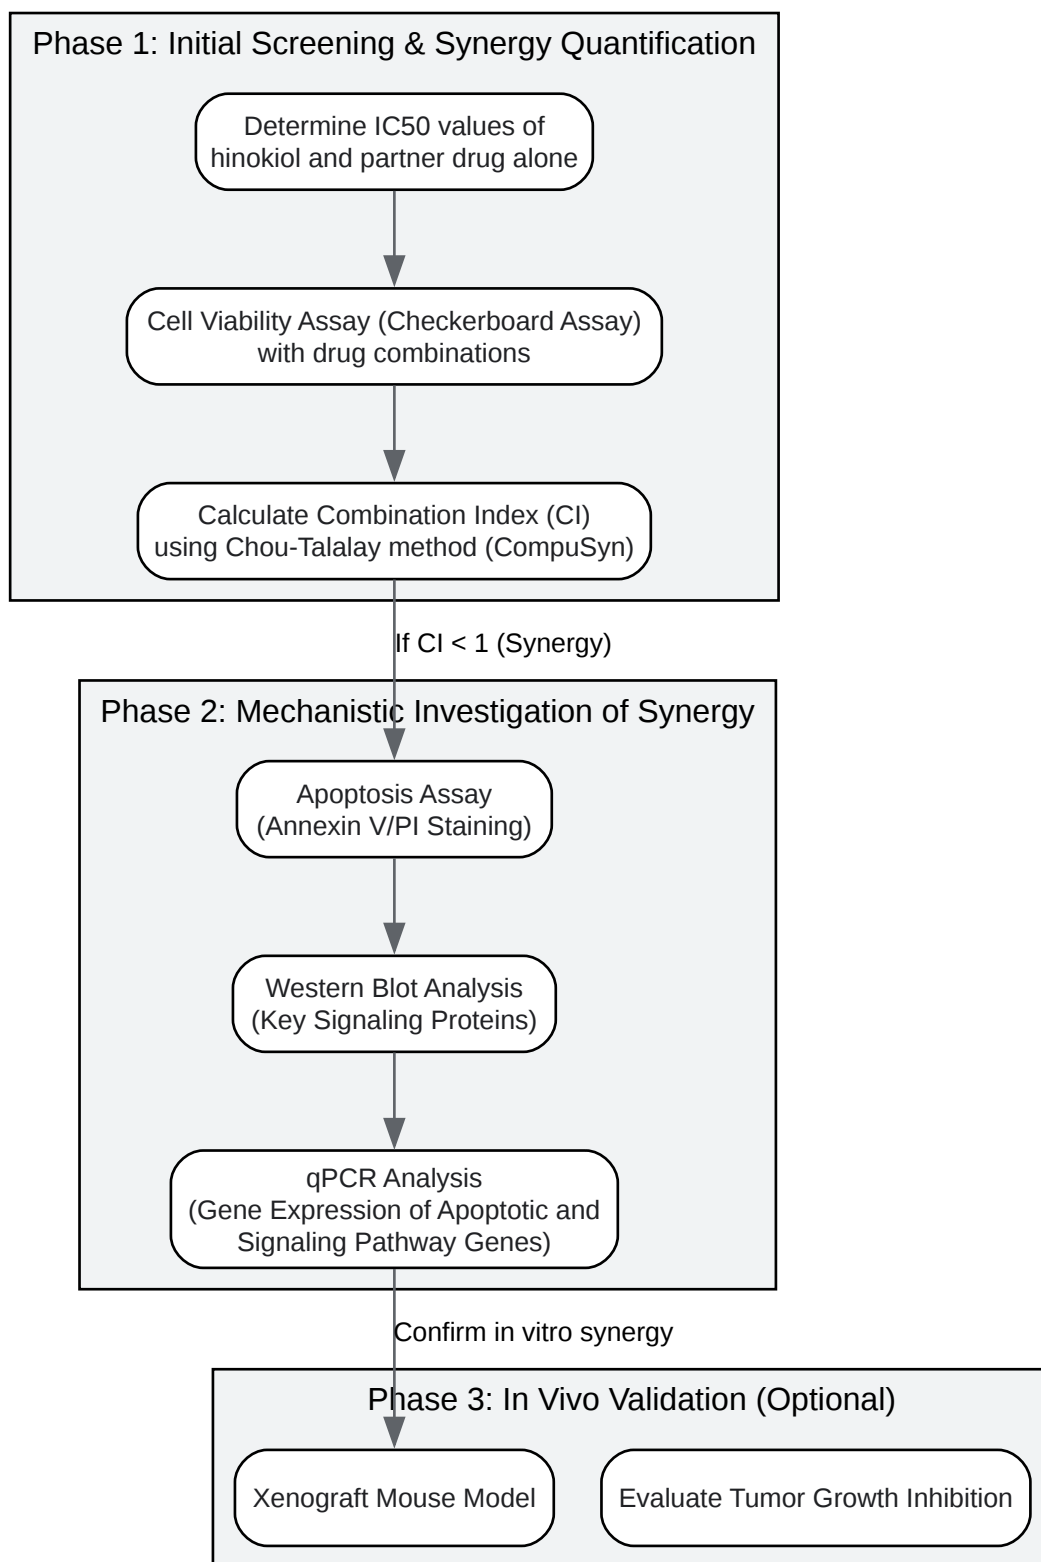 Phase 1: Initial Screening & Synergy Quantification
Determine IC50 values of
hinokiol and partner drug alone
Cell Viability Assay (Checkerboard Assay)
with drug combinations
Calculate Combination Index (CI)
using Chou-Talalay method (CompuSyn)
If CI < 1 (Synergy)
Phase 2: Mechanistic Investigation of Synergy
Apoptosis Assay
(Annexin V/PI Staining)
Western Blot Analysis
(Key Signaling Proteins)
qPCR Analysis
(Gene Expression of Apoptotic and
Signaling Pathway Genes)
Confirm in vitro synergy
Phase 3: In Vivo Validation (Optional)
Xenograft Mouse Model
Evaluate Tumor Growth Inhibition